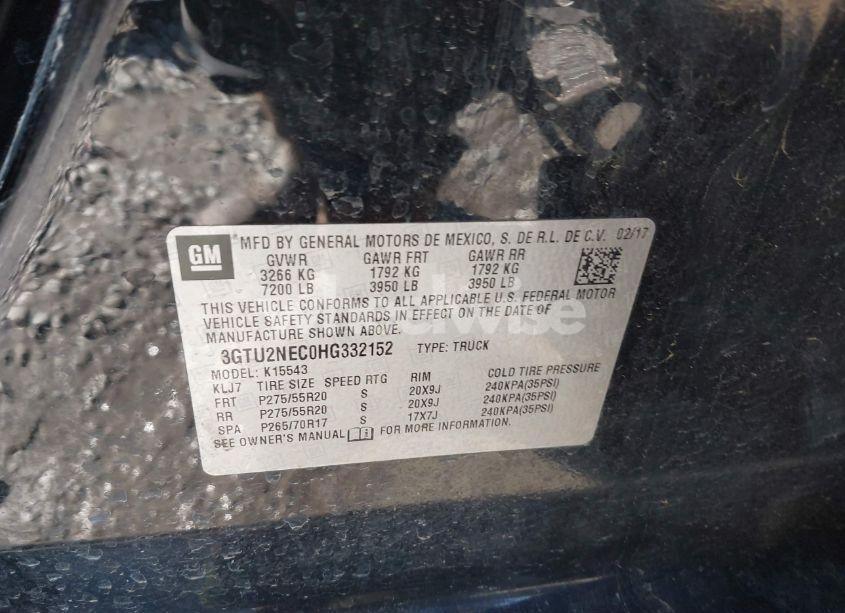 GM MFD BY GENERAL MOTORS DE MEXICO, S. DE R.L. DE C.V. 02/17
GVWR GAWR FRT GAWR RR
3266 KG 1792 KG 1792 KG
7200 LB 3950 LB 3950 LB
THIS VEHICLE CONFORMS TO ALL APPLICABLE U.S. FEDERAL MOTOR
VEHICLE SAFETY STANDARDS IN EFFECT ON THE DATE OF
MANUFACTURE SHOWN ABOVE.
3GTU2NEC0HG332152 TYPE: TRUCK
MODEL: K15543
KLJ7 TIRE SIZE SPEED RTG RIM COLD TIRE PRESSURE
FRT P275/55R20 S 20X9J 240KPA(35PSI)
RR P275/55R20 S 20X9J 240KPA(35PSI)
SPA P265/70R17 S 17X7J 240KPA(35PSI)
SEE OWNER'S MANUAL FOR MORE INFORMATION.